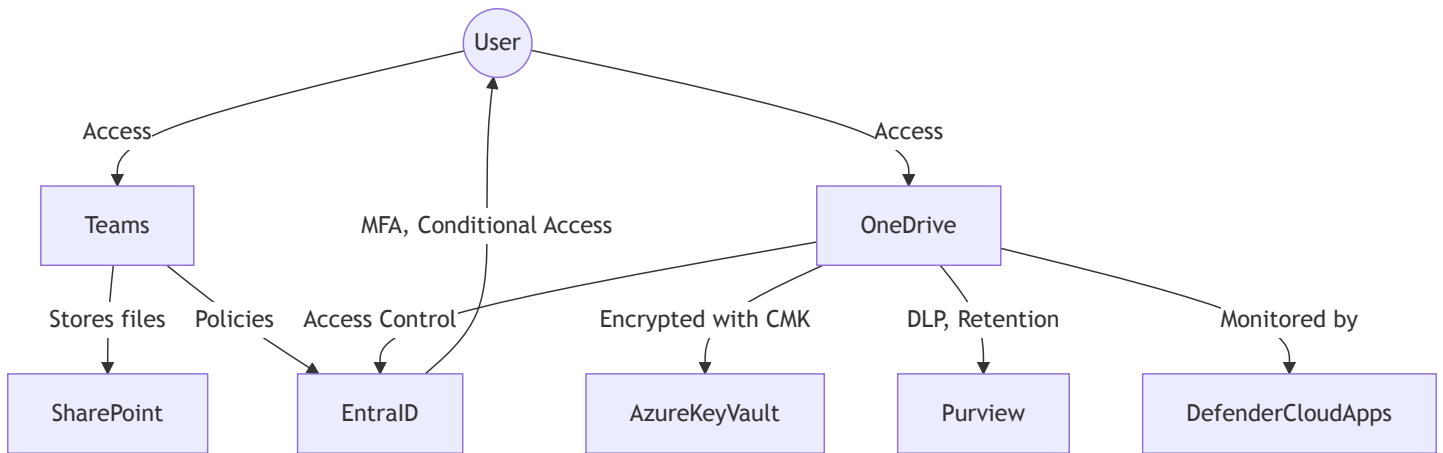 User
Access
Access
Teams
MFA, Conditional Access
OneDrive
Stores files
Policies
Access Control
Encrypted with CMK
DLP, Retention
Monitored by
SharePoint
EntraID
AzureKeyVault
Purview
DefenderCloudApps